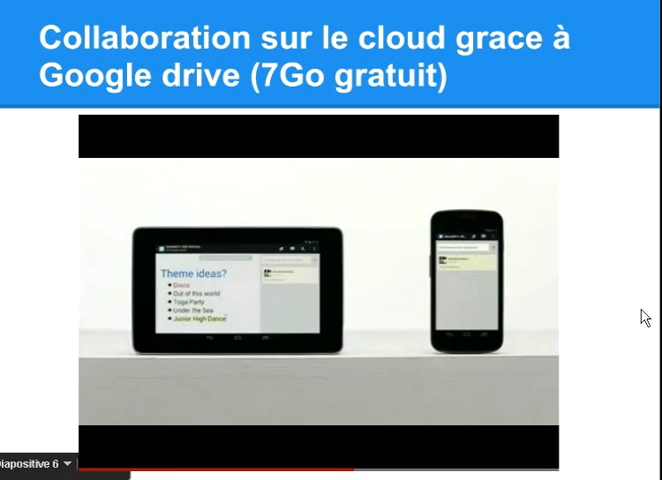 Collaboration sur le cloud grace à
Google drive (7Go gratuit)
Theme ideas?
Disco
Out of this world
Toga Party
Under the Sea
Junior High Dance
iapositive 6